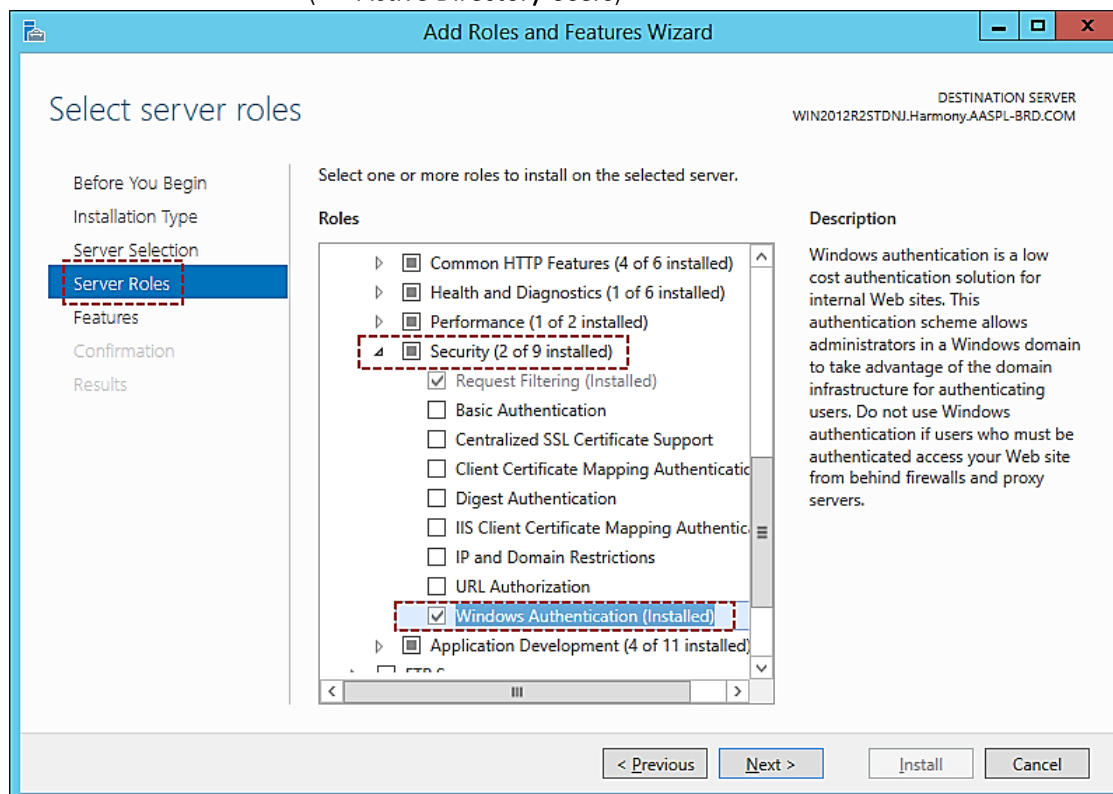 Active Directory Users)
Add Roles and Features Wizard
Select server roles
DESTINATION SERVER
WIN2012R2STDNJ.Harmony.AASPL-BRD.COM
Before You Begin
Installation Type
Server Selection
Server Roles
Features
Confirmation
Results
Select one or more roles to install on the selected server.
Roles
Common HTTP Features (4 of 6 installed)
Health and Diagnostics (1 of 6 installed)
Performance (1 of 2 installed)
Security (2 of 9 installed)
Request Filtering (Installed)
Basic Authentication
Centralized SSL Certificate Support
Client Certificate Mapping Authenticatic
Digest Authentication
IIS Client Certificate Mapping Authentic
IP and Domain Restrictions
URL Authorization
Windows Authentication (Installed)
Application Development (4 of 11 installed)
Description
Windows authentication is a low
cost authentication solution for
internal Web sites. This
authentication scheme allows
administrators in a Windows domain
to take advantage of the domain
infrastructure for authenticating
users. Do not use Windows
authentication if users who must be
authenticated access your Web site
from behind firewalls and proxy
servers.
< Previous
Next >
Install
Cancel